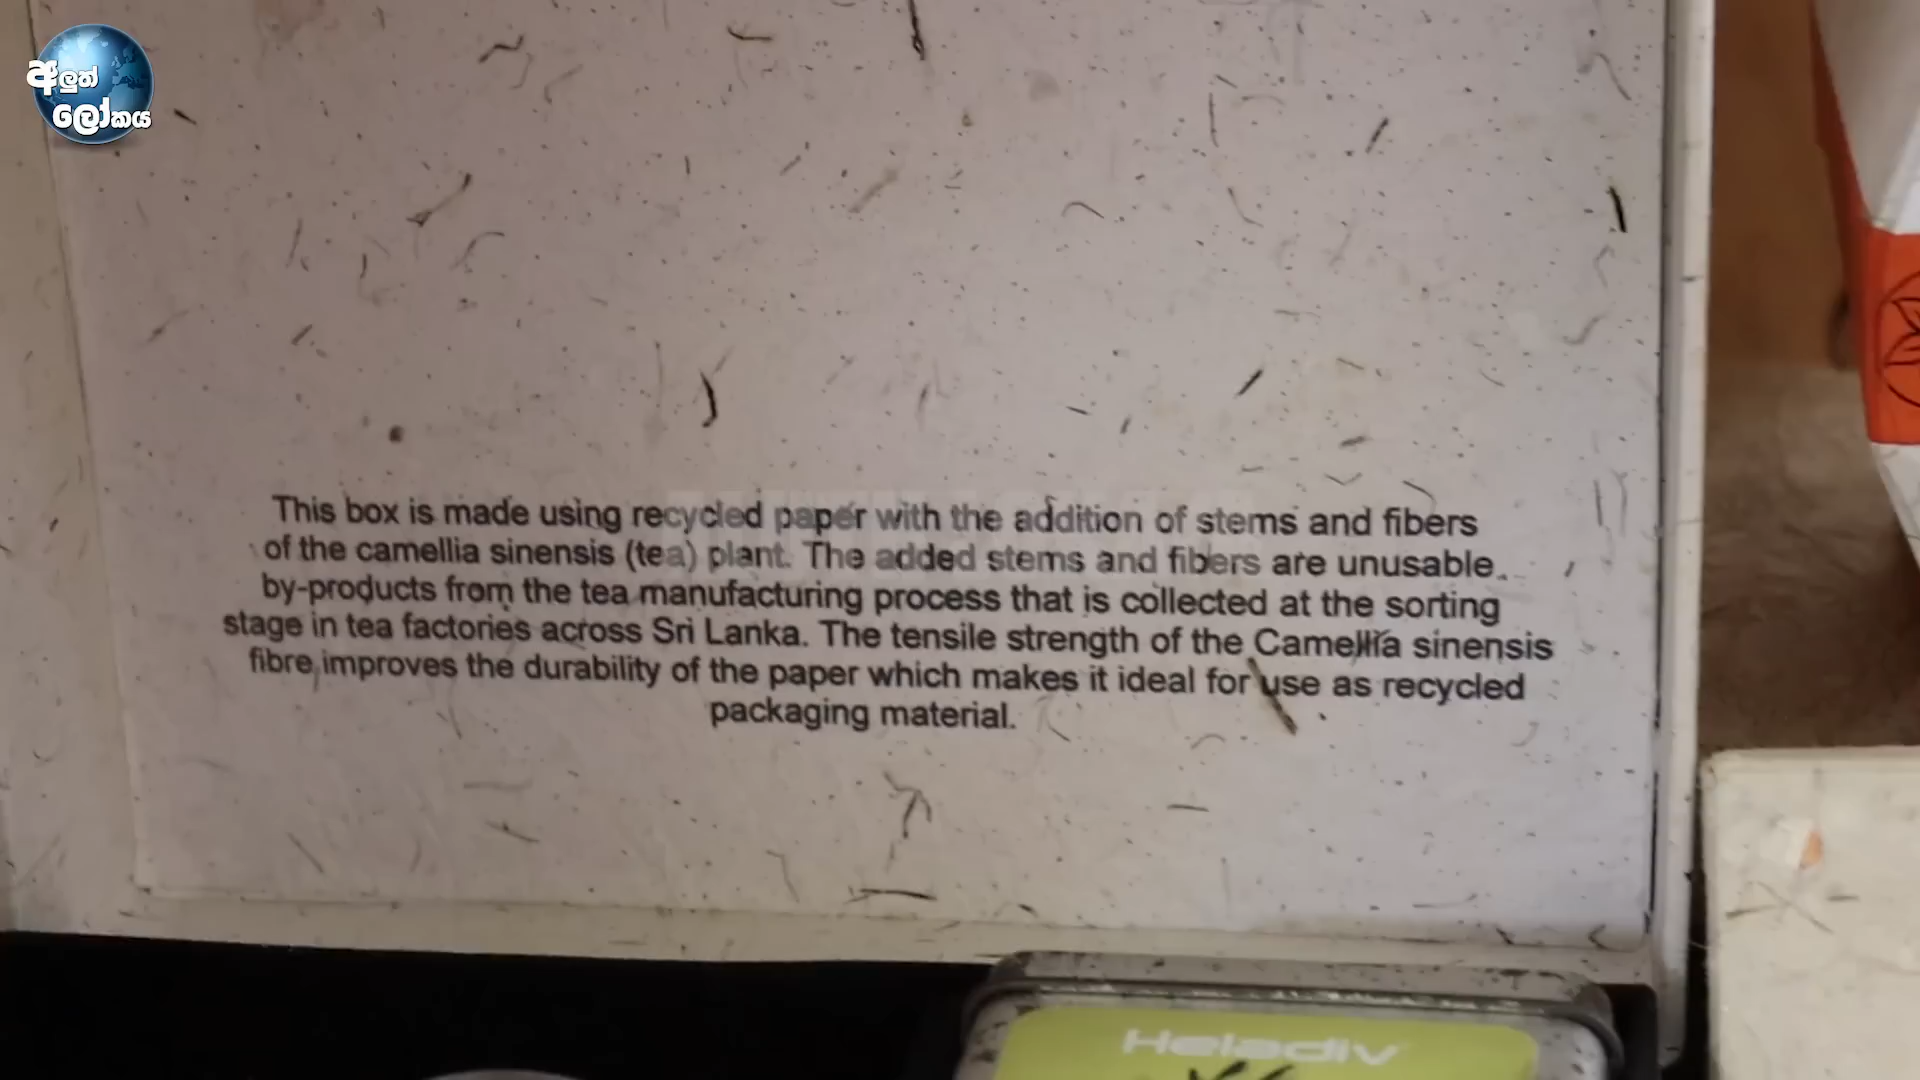 අලුත්
ලෝකය
This box is made using recycled paper with the addition of stems and fibers
of the camellia sinensis (tea) plant. The added stems and fibers are unusable
by-products from the tea manufacturing process that is collected at the sorting
stage in tea factories across Sri Lanka. The tensile strength of the Camellia sinensis
fibre improves the durability of the paper which makes it ideal for use as recycled
packaging material.
Heladiv